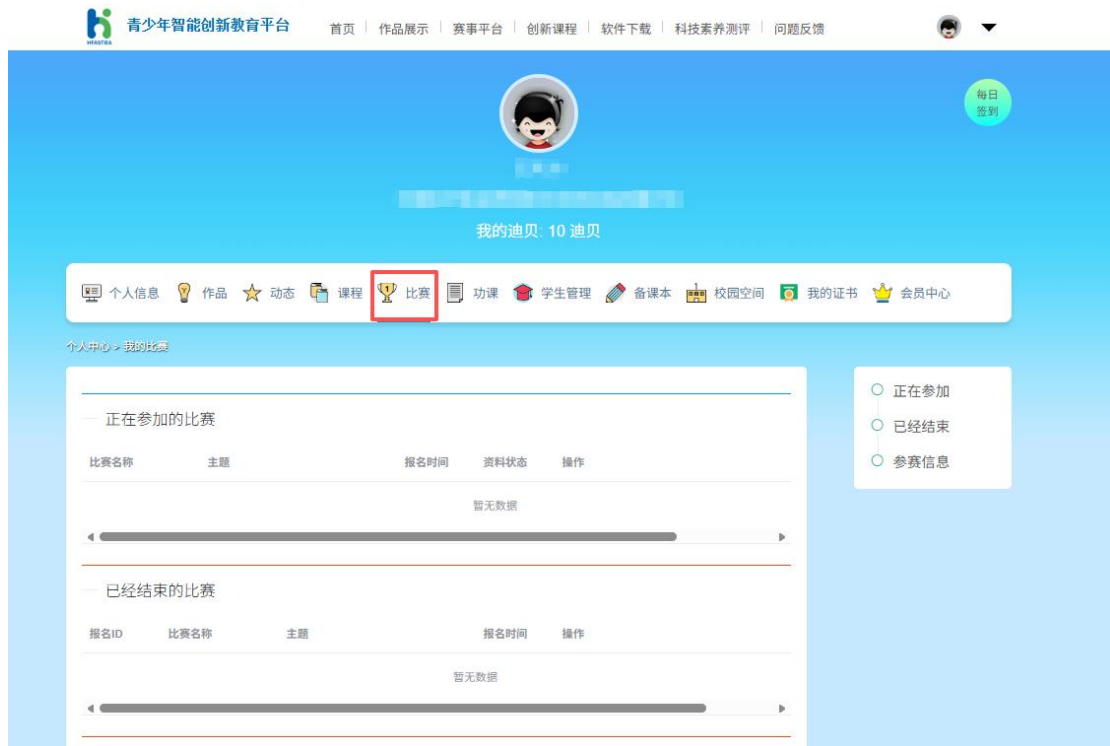 青少年智能创新教育平台 首页 作品展示 赛事平台 创新课程 软件下载 科技素养测评 问题反馈
每日
签到
我的迪贝: 10 迪贝
个人信息 作品 动态 课程 比赛 功课 学生管理 备课本 校园空间 我的证书 会员中心
个人中心 > 我的比赛
正在参加的比赛
比赛名称 主题 报名时间 资料状态 操作
暂无数据
已经结束的比赛
报名ID 比赛名称 主题 报名时间 操作
暂无数据
正在参加
已经结束
参赛信息